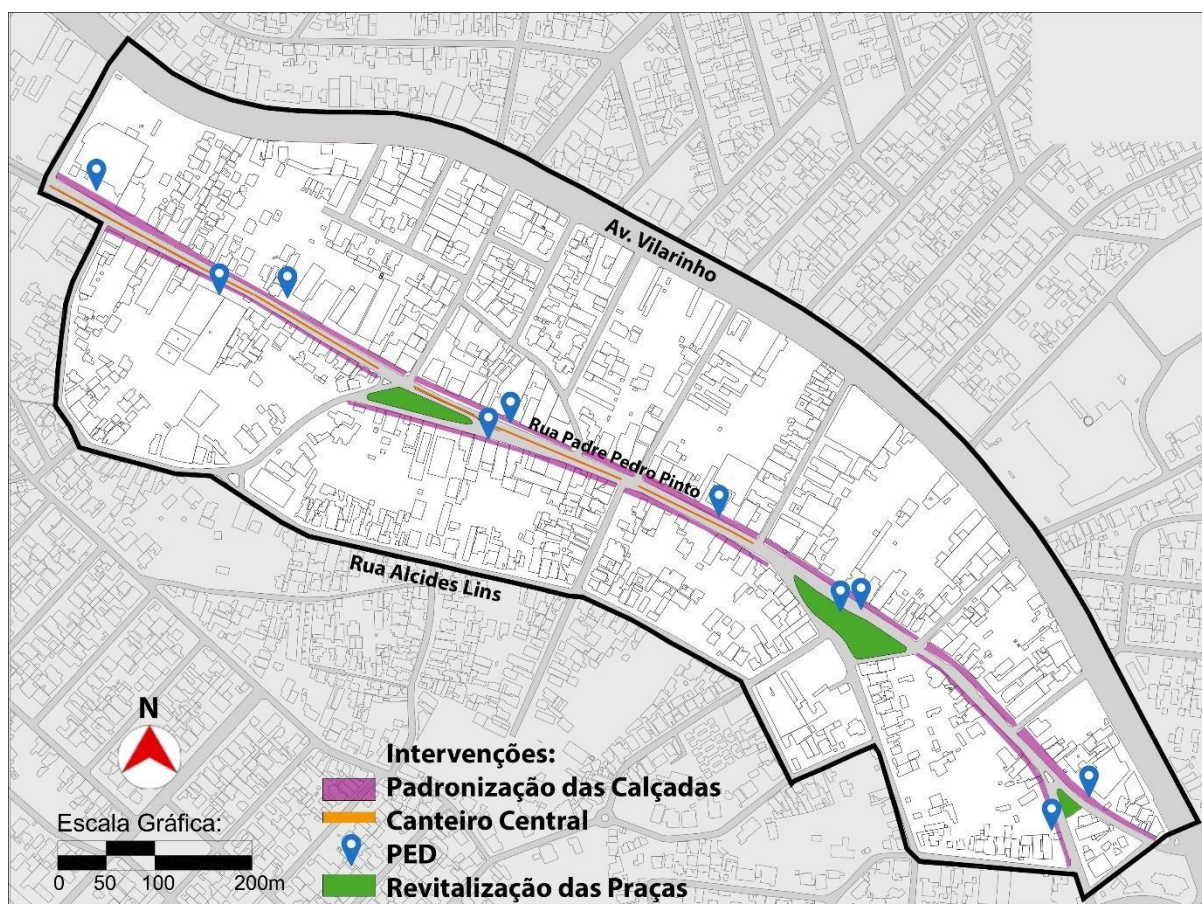 Av. Vilarinho
Rua Padre Pedro Pinto
Rua Alcides Lins
N
Escala Gráfica:
0 50 100 200m
Intervenções:
Padronização das Calçadas
Canteiro Central
PED
Revitalização das Praças